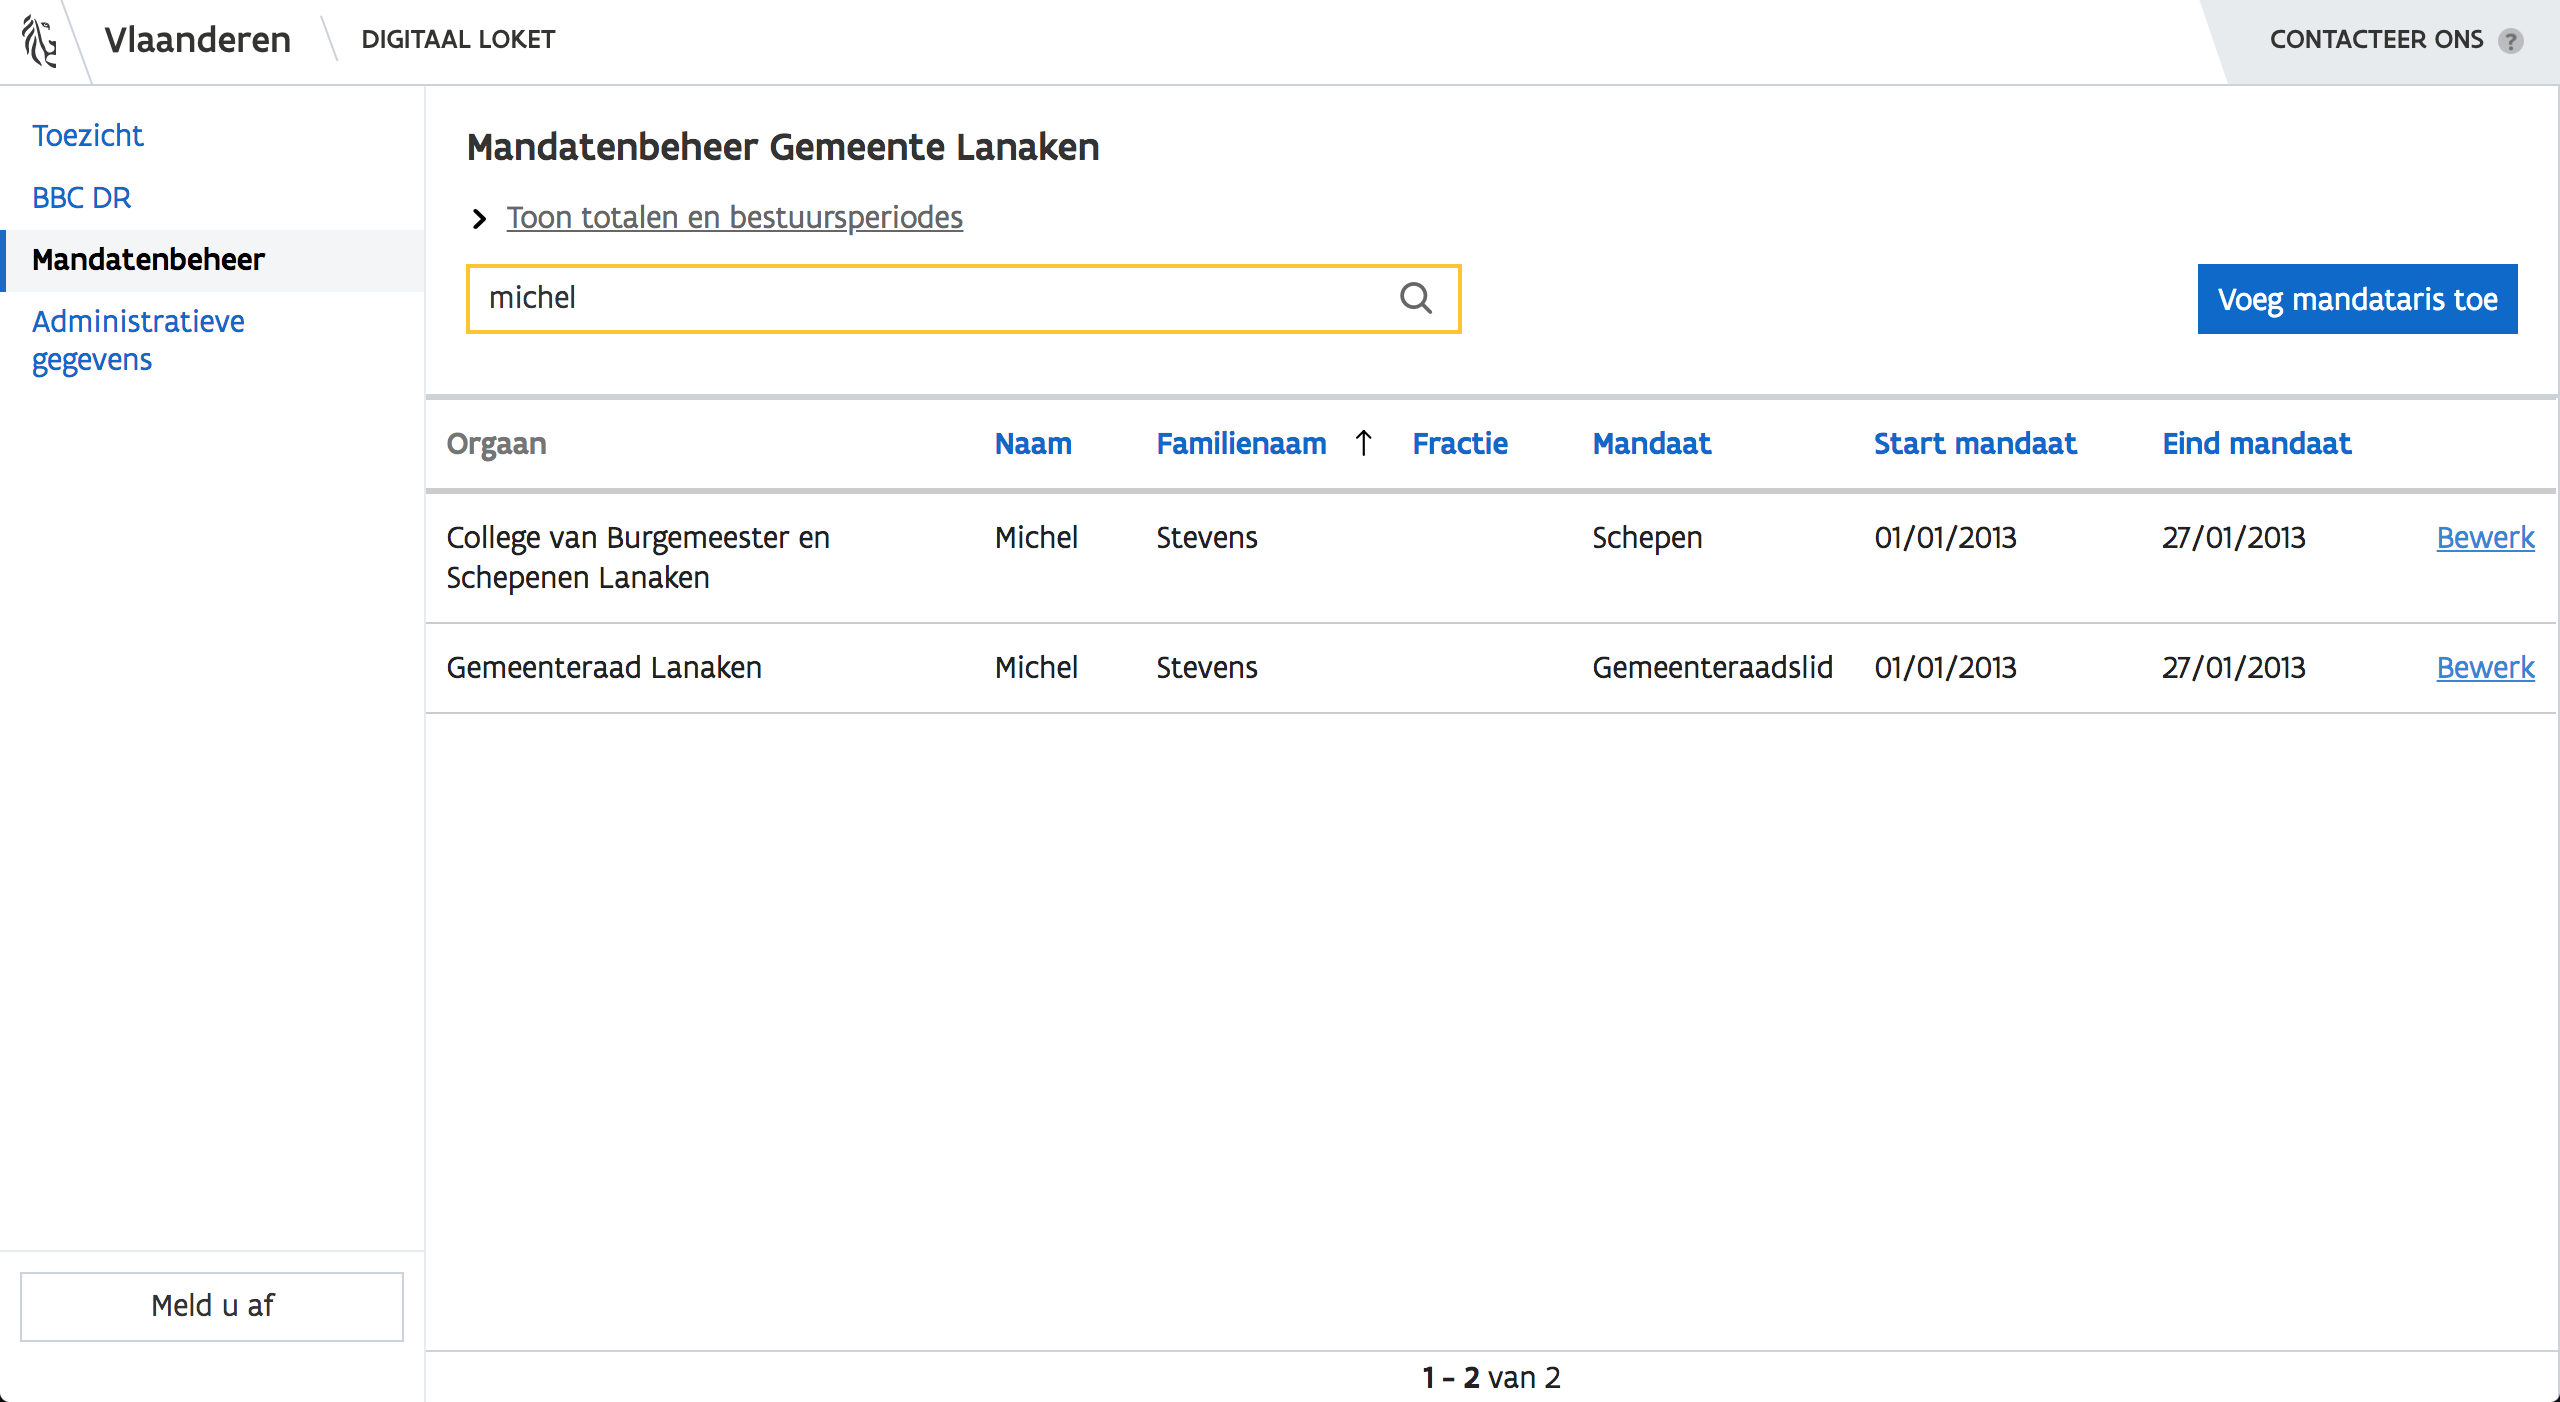 Vlaanderen
DIGITAAL LOKET
CONTACTEER ONS ?
Toezicht
BBC DR
Mandatenbeheer
Administratieve
gegevens
Mandatenbeheer Gemeente Lanaken
Toon totalen en bestuursperiodes
michel
Voeg mandataris toe
Orgaan Naam Familienaam ↑ Fractie Mandaat Start mandaat Eind mandaat
College van Burgemeester en Michel Stevens Schepen 01/01/2013 27/01/2013 Bewerk
Schepenen Lanaken
Gemeenteraad Lanaken Michel Stevens Gemeenteraadslid 01/01/2013 27/01/2013 Bewerk
Meld u af
1 - 2 van 2